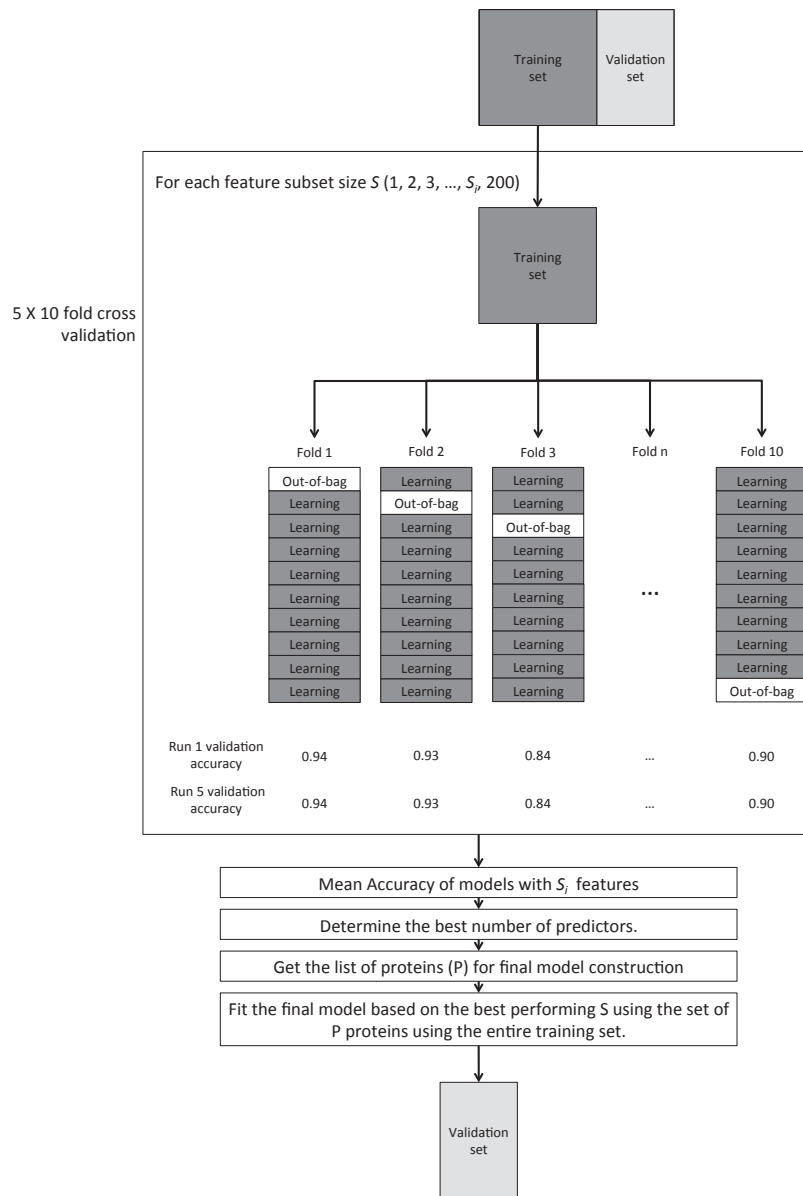 Training
set
Validation
set
For each feature subset size S (1, 2, 3, …, Si, 200)
Training
set
5 X 10 fold cross
validation
Fold 1
Fold 2
Fold 3
Fold n
Fold 10
Out-of-bag
Learning
Learning
Learning
Learning
Learning
Learning
Learning
Learning
Learning
Learning
Out-of-bag
Learning
Learning
Learning
Learning
Learning
Learning
Learning
Learning
Learning
Learning
Out-of-bag
Learning
Learning
Learning
Learning
Learning
Learning
Learning
...
Learning
Learning
Learning
Learning
Learning
Learning
Learning
Learning
Learning
Out-of-bag
Run 1 validation
accuracy
0.94
0.93
0.84
...
0.90
Run 5 validation
accuracy
0.94
0.93
0.84
...
0.90
Mean Accuracy of models with Si features
Determine the best number of predictors.
Get the list of proteins (P) for final model construction
Fit the final model based on the best performing S using the set of
P proteins using the entire training set.
Validation
set